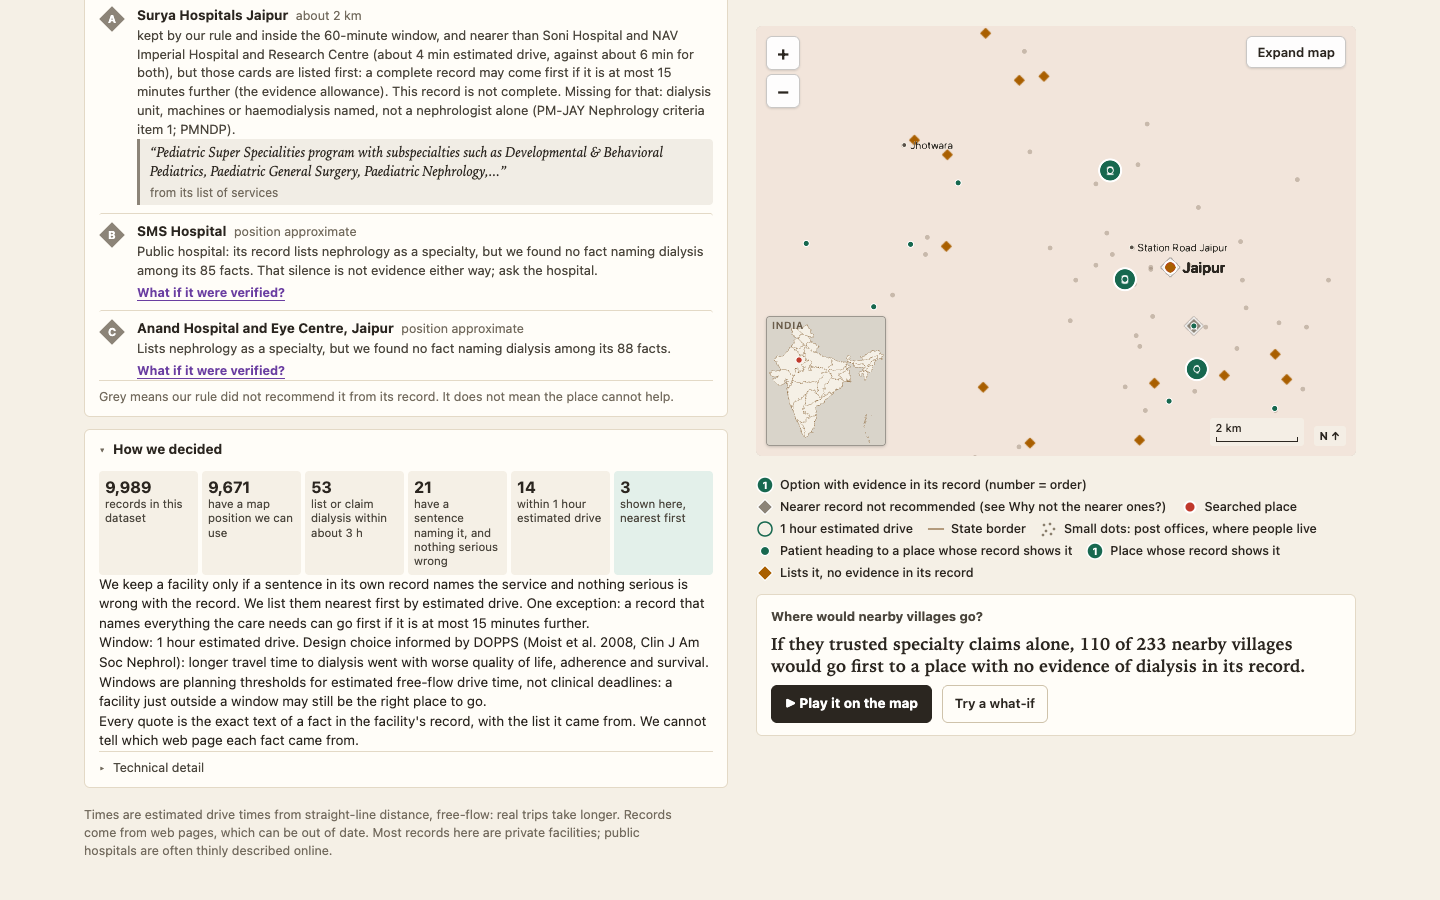 A
Surya Hospitals Jaipur about 2 km
kept by our rule and inside the 60-minute window, and nearer than Soni Hospital and NAV
Imperial Hospital and Research Centre (about 4 min estimated drive, against about 6 min for
both), but those cards are listed first: a complete record may come first if it is at most 15
minutes further (the evidence allowance). This record is not complete. Missing for that: dialysis
unit, machines or haemodialysis named, not a nephrologist alone (PM-JAY Nephrology criteria
item 1; PMNDP).
“Pediatric Super Specialities program with subspecialties such as Developmental & Behavioral
Pediatrics, Paediatric General Surgery, Paediatric Nephrology,...”
from its list of services
B
SMS Hospital position approximate
Public hospital: its record lists nephrology as a specialty, but we found no fact naming dialysis
among its 85 facts. That silence is not evidence either way; ask the hospital.
What if it were verified?
C
Anand Hospital and Eye Centre, Jaipur position approximate
Lists nephrology as a specialty, but we found no fact naming dialysis among its 88 facts.
What if it were verified?
Grey means our rule did not recommend it from its record. It does not mean the place cannot help.
▾ How we decided
9,989
records in this
dataset
9,671
have a map
position we can
use
53
list or claim
dialysis within
about 3 h
21
have a
sentence
naming it, and
nothing serious
wrong
14
within 1 hour
estimated drive
3
shown here,
nearest first
We keep a facility only if a sentence in its own record names the service and nothing serious is
wrong with the record. We list them nearest first by estimated drive. One exception: a record that
names everything the care needs can go first if it is at most 15 minutes further.
Window: 1 hour estimated drive. Design choice informed by DOPPS (Moist et al. 2008, Clin J Am
Soc Nephrol): longer travel time to dialysis went with worse quality of life, adherence and survival.
Windows are planning thresholds for estimated free-flow drive time, not clinical deadlines: a
facility just outside a window may still be the right place to go.
Every quote is the exact text of a fact in the facility's record, with the list it came from. We cannot
tell which web page each fact came from.
▸ Technical detail
Times are estimated drive times from straight-line distance, free-flow: real trips take longer. Records
come from web pages, which can be out of date. Most records here are private facilities; public
hospitals are often thinly described online.
+
−
Expand map
Jhotwara
Station Road Jaipur
Jaipur
INDIA
2 km
N ↑
1 Option with evidence in its record (number = order)
Nearer record not recommended (see Why not the nearer ones?) Searched place
1 hour estimated drive State border Small dots: post offices, where people live
Patient heading to a place whose record shows it 1 Place whose record shows it
Lists it, no evidence in its record
Where would nearby villages go?
If they trusted specialty claims alone, 110 of 233 nearby villages
would go first to a place with no evidence of dialysis in its record.
▶ Play it on the map
Try a what-if